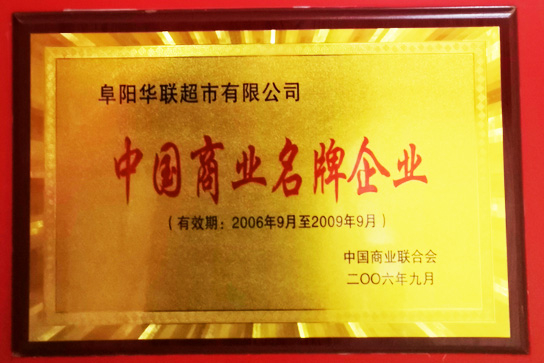 阜阳华联超市有限公司
中国商业名牌企业
（有效期：2006年9月至2009年9月）
中国商业联合会
二〇〇六年九月